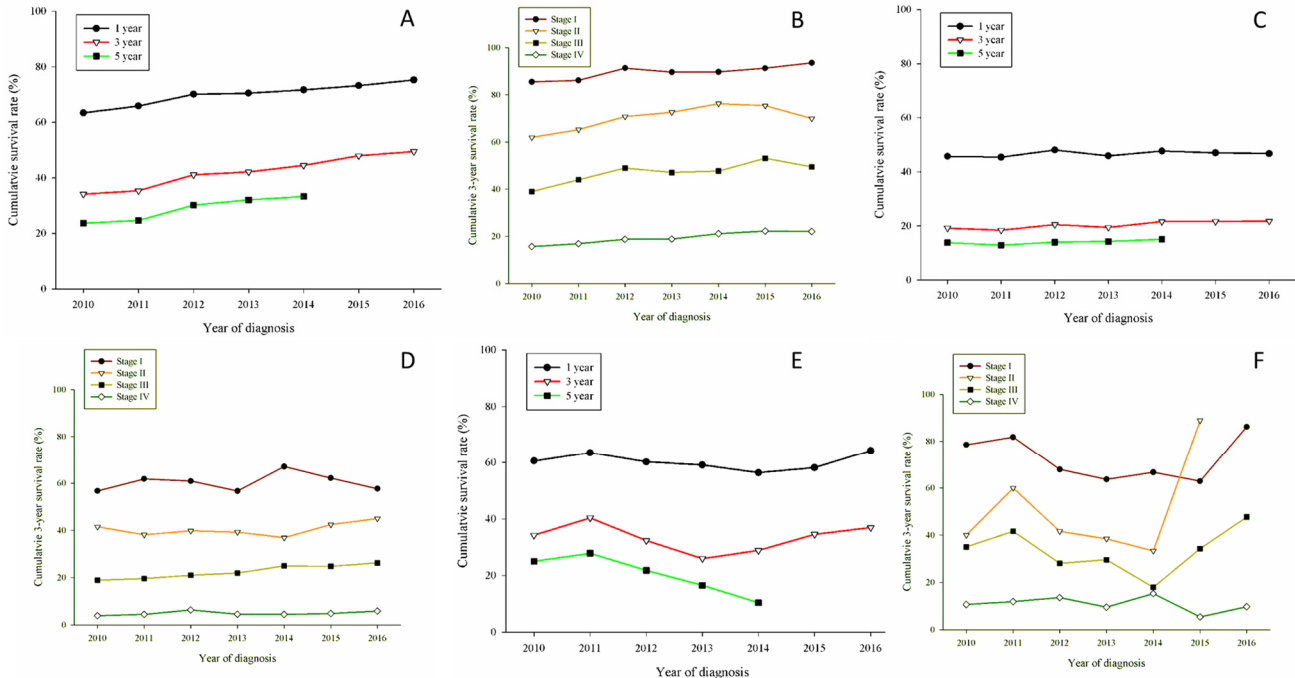 A
1 year
3 year
5 year
Cumulatvie survival rate (%)
100
80
60
40
20
0
2010 2011 2012 2013 2014 2015 2016
Year of diagnosis
B
Stage I
Stage II
Stage III
Stage IV
Cumulatvie 3-year survival rate (%)
100
80
60
40
20
0
2010 2011 2012 2013 2014 2015 2016
Year of diagnosis
C
1 year
3 year
5 year
Cumulatvie survival rate (%)
100
80
60
40
20
0
2010 2011 2012 2013 2014 2015 2016
Year of diagnosis
D
Stage I
Stage II
Stage III
Stage IV
Cumulatvie 3-year survival rate (%)
100
80
60
40
20
0
2010 2011 2012 2013 2014 2015 2016
Year of diagnosis
E
1 year
3 year
5 year
Cumulatvie survival rate (%)
100
80
60
40
20
0
2010 2011 2012 2013 2014 2015 2016
Year of diagnosis
F
Stage I
Stage II
Stage III
Stage IV
Cumulatvie 3-year survival rate (%)
100
80
60
40
20
0
2010 2011 2012 2013 2014 2015 2016
Year of diagnosis